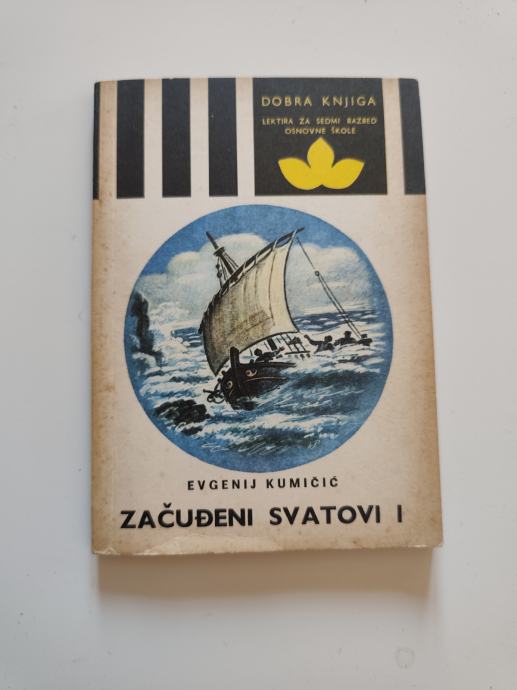 DOBRA KNJIGA
LEKTIRA ZA SEDMI RAZRED
OSNOVNE ŠKOLE
EVGENIJ KUMIČIĆ
ZAČUĐENI SVATOVI I